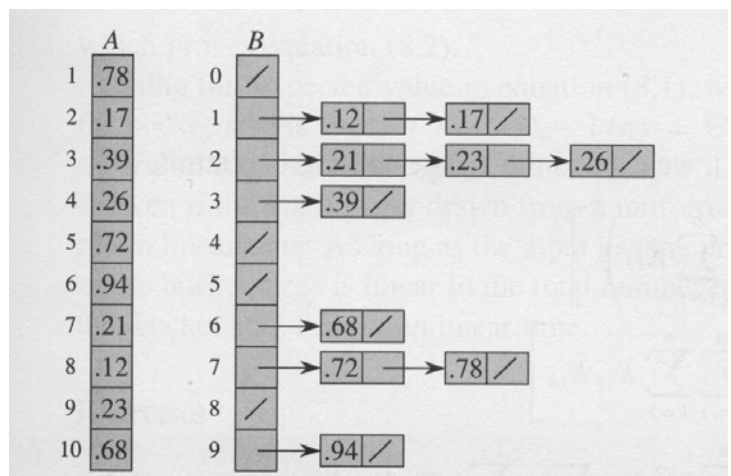 A B
1 .78 0 /
2 .17 1 .12 .17 /
3 .39 2 .21 .23 .26 /
4 .26 3 .39 /
5 .72 4 /
6 .94 5 /
7 .21 6 .68 /
8 .12 7 .72 .78 /
9 .23 8 /
10 .68 9 .94 /